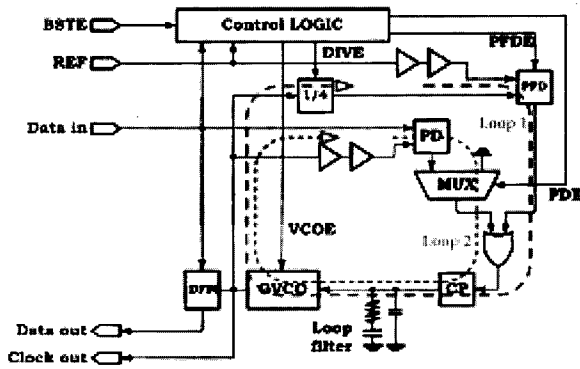 Control LOGIC
BSTE
REF
DIVE
PFDE
1/4
PFD
Data in
PD
Loop 1
MUX
PDE
VCOE
Loop 2
DFF
GVCO
CP
Data out
Loop
filter
Clock out